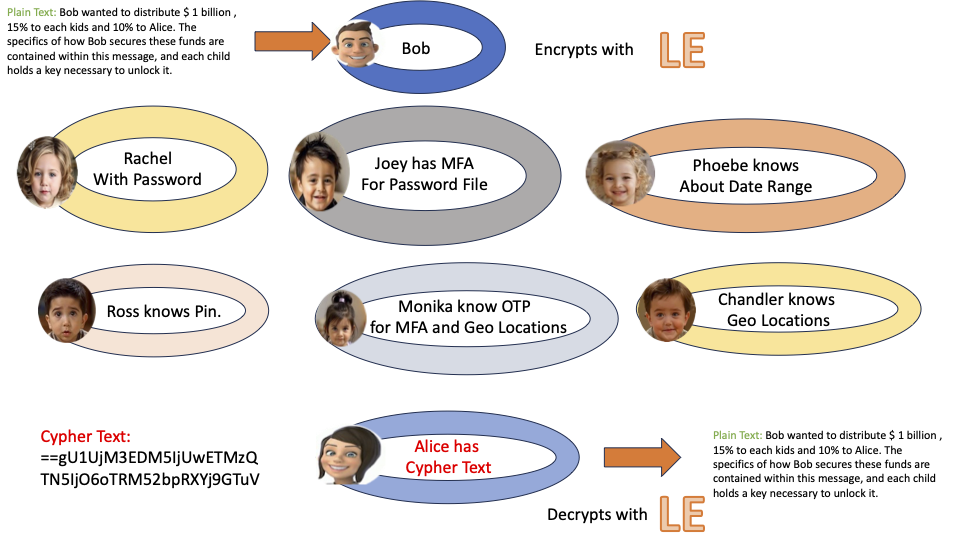 Plain Text: Bob wanted to distribute $ 1 billion ,
15% to each kids and 10% to Alice. The
specifics of how Bob secures these funds are
contained within this message, and each child
holds a key necessary to unlock it.
Bob
Encrypts with
LE
Rachel
With Password
Joey has MFA
For Password File
Phoebe knows
About Date Range
Ross knows Pin.
Monika know OTP
for MFA and Geo Locations
Chandler knows
Geo Locations
Cypher Text:
==gU1UjM3EDM5IjUwETMzQ
TN5IjO6oTRM52bpRXYj9GTuV
Alice has
Cypher Text
Plain Text: Bob wanted to distribute $ 1 billion ,
15% to each kids and 10% to Alice. The
specifics of how Bob secures these funds are
contained within this message, and each child
holds a key necessary to unlock it.
Decrypts with
LE